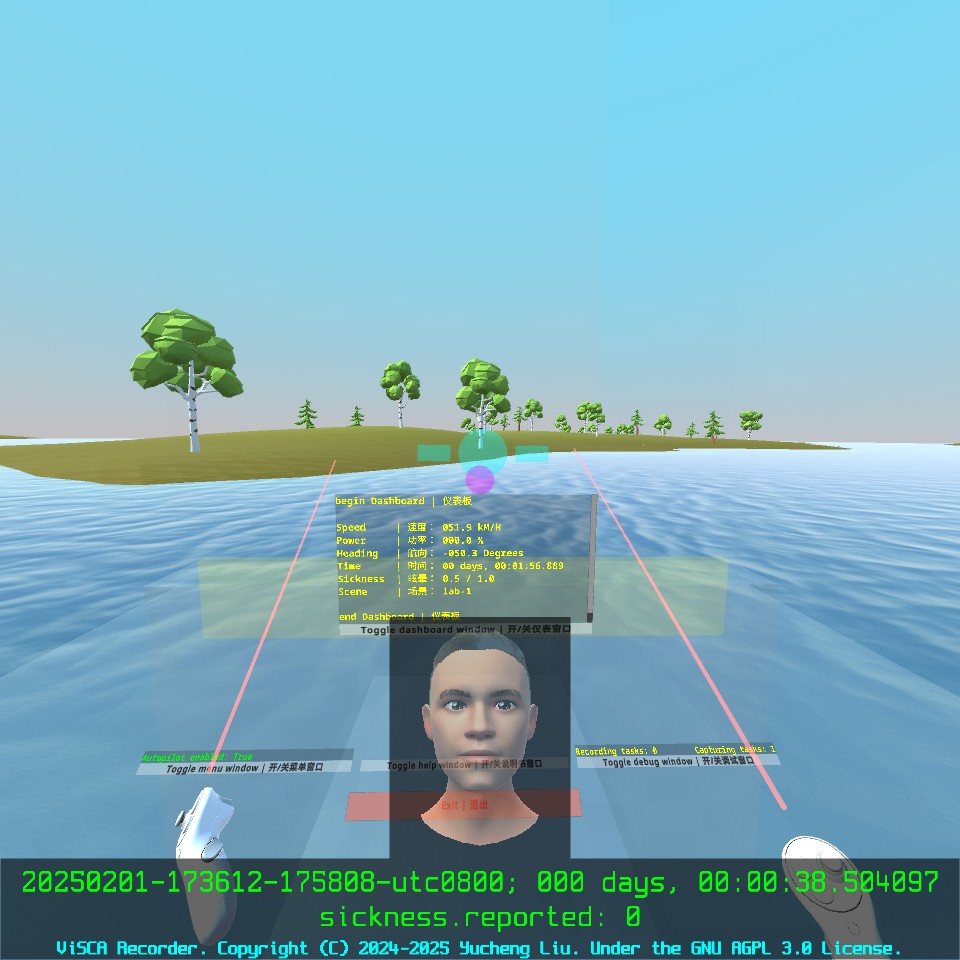 begin Dashboard | 仪表板
Speed | 速度: 051.9 kM/H
Power | 功率: 000.0 %
Heading | 航向: -050.3 Degrees
Time | 时间: 00 days, 00:01:56.889
Sickness | 眩晕: 0.5 / 1.0
Scene | 场景: lab-1
end Dashboard | 仪表板
Toggle dashboard window | 开/关仪表窗口
Autopilot enabled: True
Toggle menu window | 开/关菜单窗口
Toggle help window | 开/关说明书窗口
Recording tasks: 0 Capturing tasks: 1
Toggle debug window | 开/关调试窗口
Exit | 退出
20250201-173612-175808-utc0800; 000 days, 00:00:38.504097
sickness.reported: 0
ViSCA Recorder. Copyright (C) 2024-2025 Yucheng Liu. Under the GNU AGPL 3.0 License.